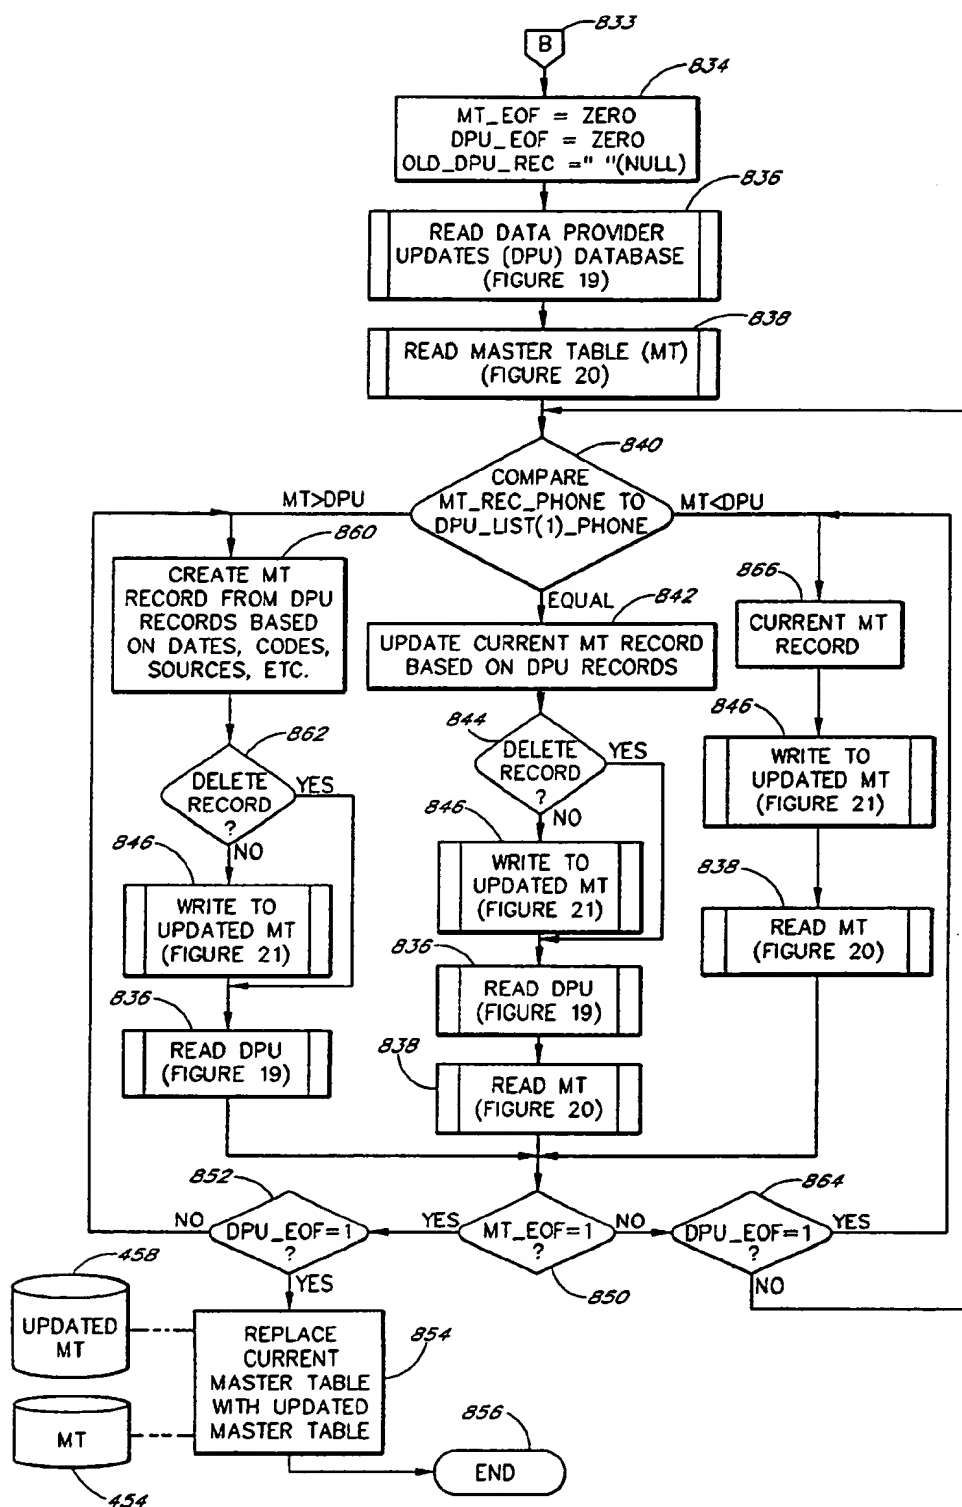 833
B
834
MT_EOF = ZERO
DPU_EOF = ZERO
OLD_DPU_REC =" "(NULL)
836
READ DATA PROVIDER
UPDATES (DPU) DATABASE
(FIGURE 19)
838
READ MASTER TABLE (MT)
(FIGURE 20)
840
COMPARE
MT_REC_PHONE TO
DPU_LIST(1)_PHONE
MT>DPU
MT<DPU
EQUAL
860
CREATE MT
RECORD FROM DPU
RECORDS BASED
ON DATES, CODES,
SOURCES, ETC.
862
DELETE
RECORD
?
YES
NO
846
WRITE TO
UPDATED MT
(FIGURE 21)
836
READ DPU
(FIGURE 19)
842
UPDATE CURRENT MT RECORD
BASED ON DPU RECORDS
844
DELETE
RECORD
?
YES
NO
846
WRITE TO
UPDATED MT
(FIGURE 21)
836
READ DPU
(FIGURE 19)
838
READ MT
(FIGURE 20)
866
CURRENT MT
RECORD
846
WRITE TO
UPDATED MT
(FIGURE 21)
838
READ MT
(FIGURE 20)
852
NO
DPU_EOF=1
?
YES
YES
MT_EOF=1
?
NO
850
864
DPU_EOF=1
?
YES
NO
458
UPDATED
MT
MT
454
REPLACE
CURRENT
MASTER TABLE
WITH UPDATED
MASTER TABLE
854
856
END